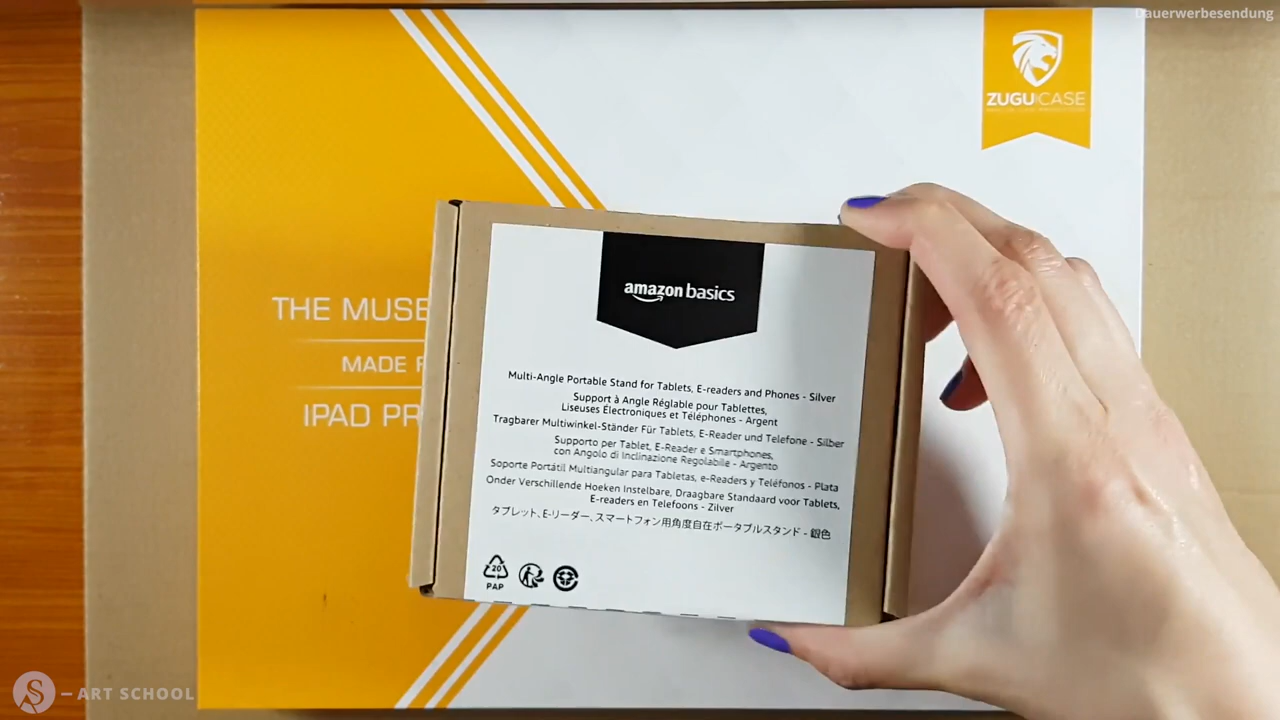 Dauerwerbesendung
ZUGU CASE
THE MUSE
MADE F
IPAD PR
amazon basics
Multi-Angle Portable Stand for Tablets, E-readers and Phones - Silver
Support à Angle Réglable pour Tablettes,
Liseuses Électroniques et Téléphones - Argent
Tragbarer Multiwinkel-Ständer Für Tablets, E-Reader und Telefone - Silber
Supporto per Tablet, E-Reader e Smartphones,
con Angolo di Inclinazione Regolabile - Argento
Soporte Portátil Multiangular para Tabletas, e-Readers y Teléfonos - Plata
Onder Verschillende Hoeken Instelbare, Draagbare Standaard voor Tablets,
E-readers en Telefoons - Zilver
タブレット、E-リーダー、スマートフォン用角度自在ポータブルスタンド - 銀色
20
PAP
S – ART SCHOOL